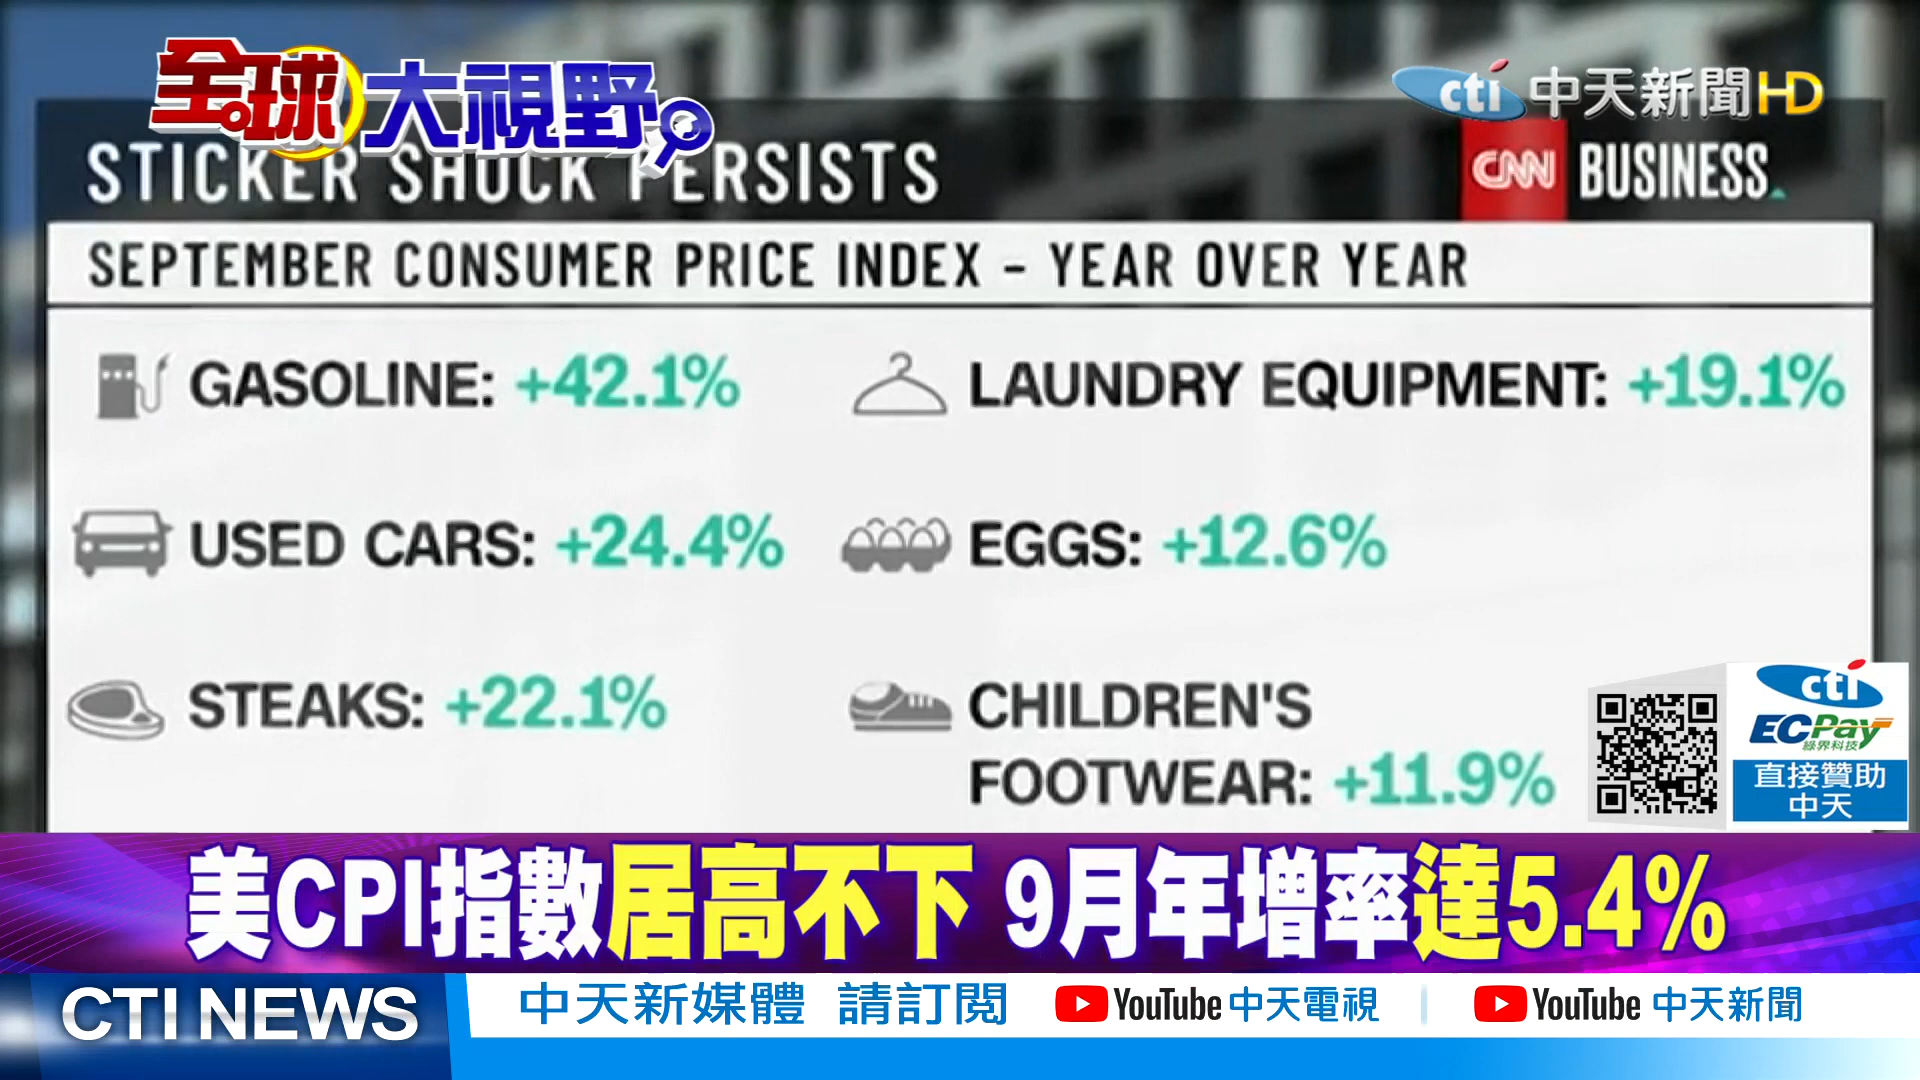 全球大視野
cti 中天新聞HD
STICKER SHOCK PERSISTS
CNN BUSINESS
SEPTEMBER CONSUMER PRICE INDEX – YEAR OVER YEAR
GASOLINE: +42.1%
LAUNDRY EQUIPMENT: +19.1%
USED CARS: +24.4%
EGGS: +12.6%
STEAKS: +22.1%
CHILDREN'S
FOOTWEAR: +11.9%
cti
ECPay
綠界科技
直接贊助
中天
美CPI指數居高不下 9月年增率達5.4%
CTI NEWS
中天新媒體 請訂閱 YouTube 中天電視 | YouTube 中天新聞